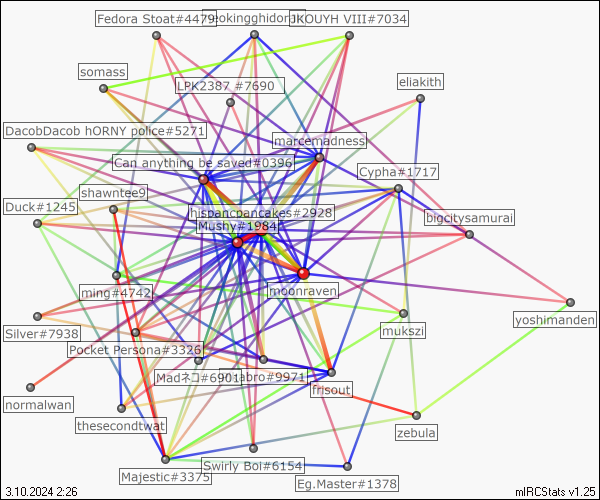 Fedora Stoat#4479
JKOUYH VIII#7034
somass
LPK2387 #7690
eliakith
DacobDacob hORNY police#5271
marcemadness
Can anything be saved#0396
Cypha#1717
shawntee9
Duck#1245
hispancpancakes#2928
bigcitysamurai
Mushy#1984
moonraven
ming#4742
yoshimanden
Silver#7938
mukszi
Pocket Persona#3326
Madネコ#6901
frisout
normalwan
thesecondtwat
zebula
Swirly Boi#6154
Majestic#3375
Eg.Master#1378
3.10.2024 2:26
mIRCStats v1.25